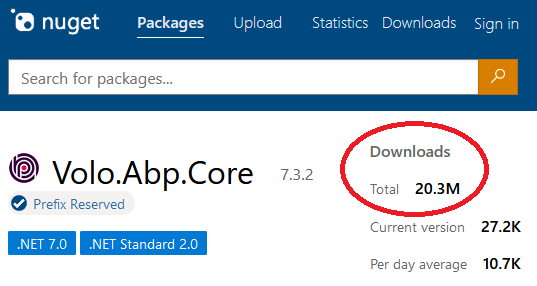 nuget Packages Upload Statistics Downloads Sign in
Search for packages...
Volo.Abp.Core 7.3.2
Prefix Reserved
.NET 7.0 .NET Standard 2.0
Downloads
Total 20.3M
Current version 27.2K
Per day average 10.7K